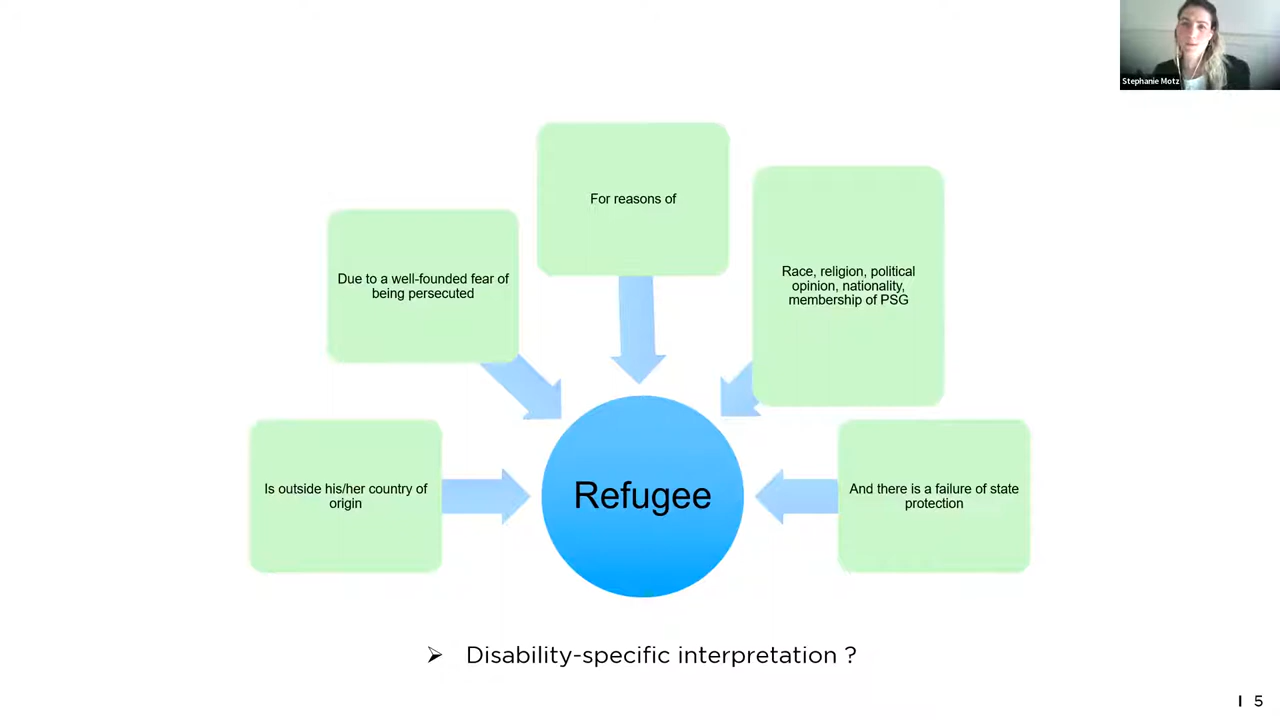 Stephanie Motz
For reasons of
Due to a well-founded fear of
being persecuted
Race, religion, political
opinion, nationality,
membership of PSG
Is outside his/her country of
origin
Refugee
And there is a failure of state
protection
➢ Disability-specific interpretation ?
I 5